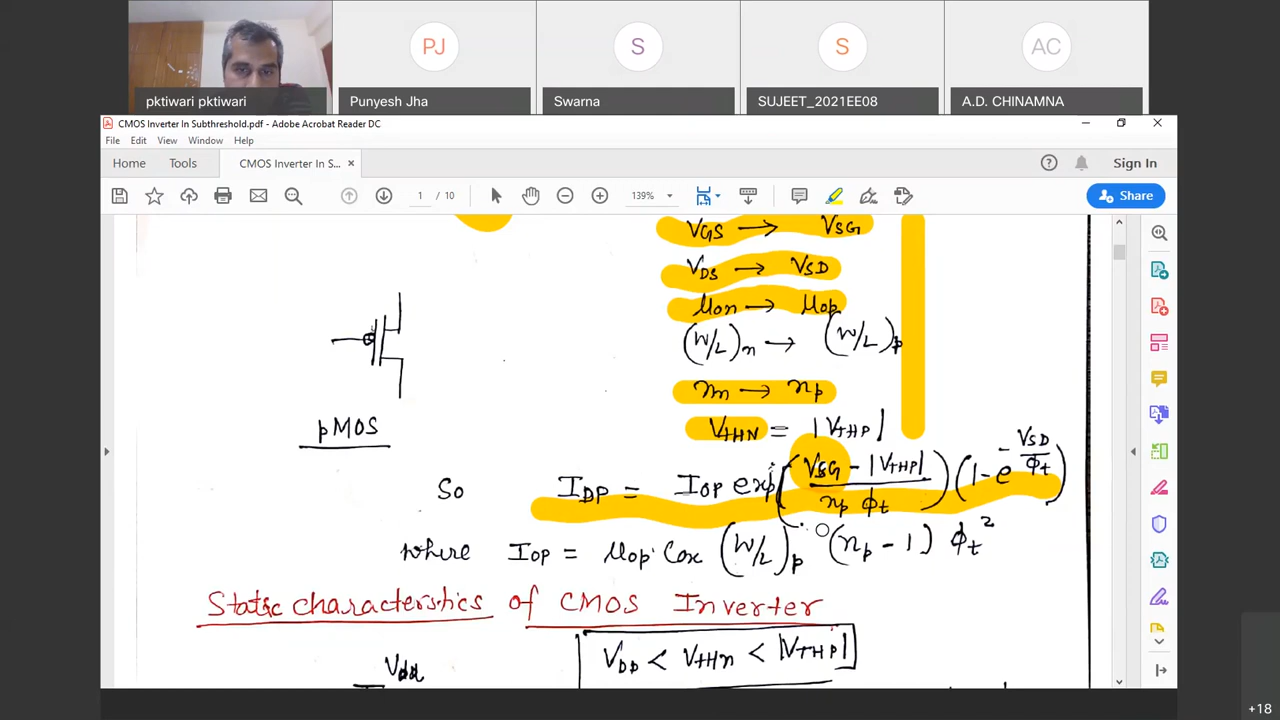 PJ
S
S
AC
pktiwari pktiwari
Punyesh Jha
Swarna
SUJEET_2021EE08
A.D. CHINAMNA
CMOS Inverter In Subthreshold.pdf - Adobe Acrobat Reader DC
File Edit View Window Help
Home Tools CMOS Inverter In S... Sign In
1 / 10 139% Share
VGS → VSG
VDS → VSD
μon → μop
(W/L)n → (W/L)p
nn → np
VTHN = |VTHP|
pMOS
So IDP = IOP exp((VSG - |VTHP|)/(np φt)) (1 - e^(-VSD/φt))
where IOP = μop·Cox (W/L)p (np - 1) φt²
Static characteristics of CMOS Inverter
VDD < VTHn < |VTHP|
Vdd
+18